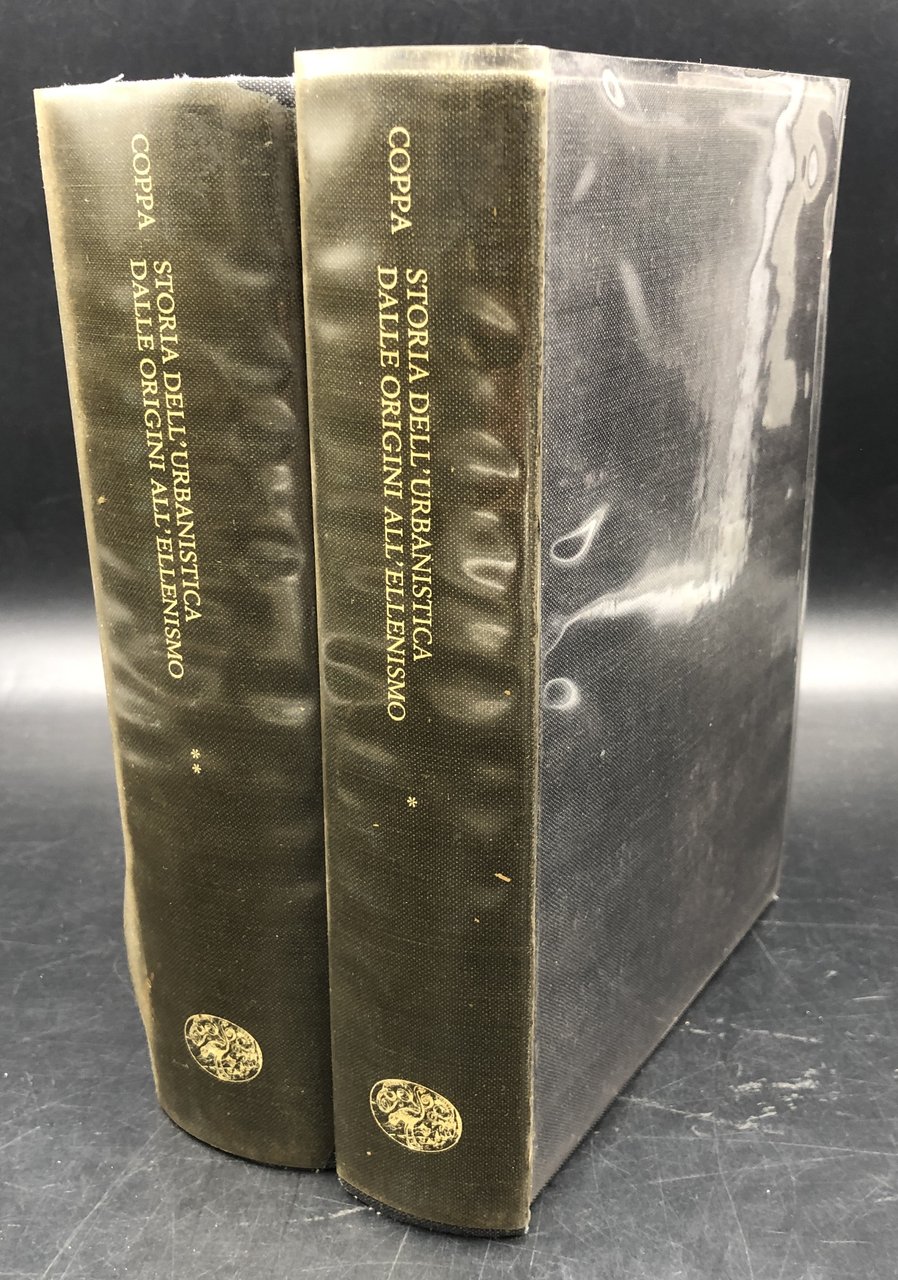 COPPA
STORIA DELL'URBANISTICA
DALLE ORIGINI ALL'ELLENISMO
**
COPPA
STORIA DELL'URBANISTICA
DALLE ORIGINI ALL'ELLENISMO
*